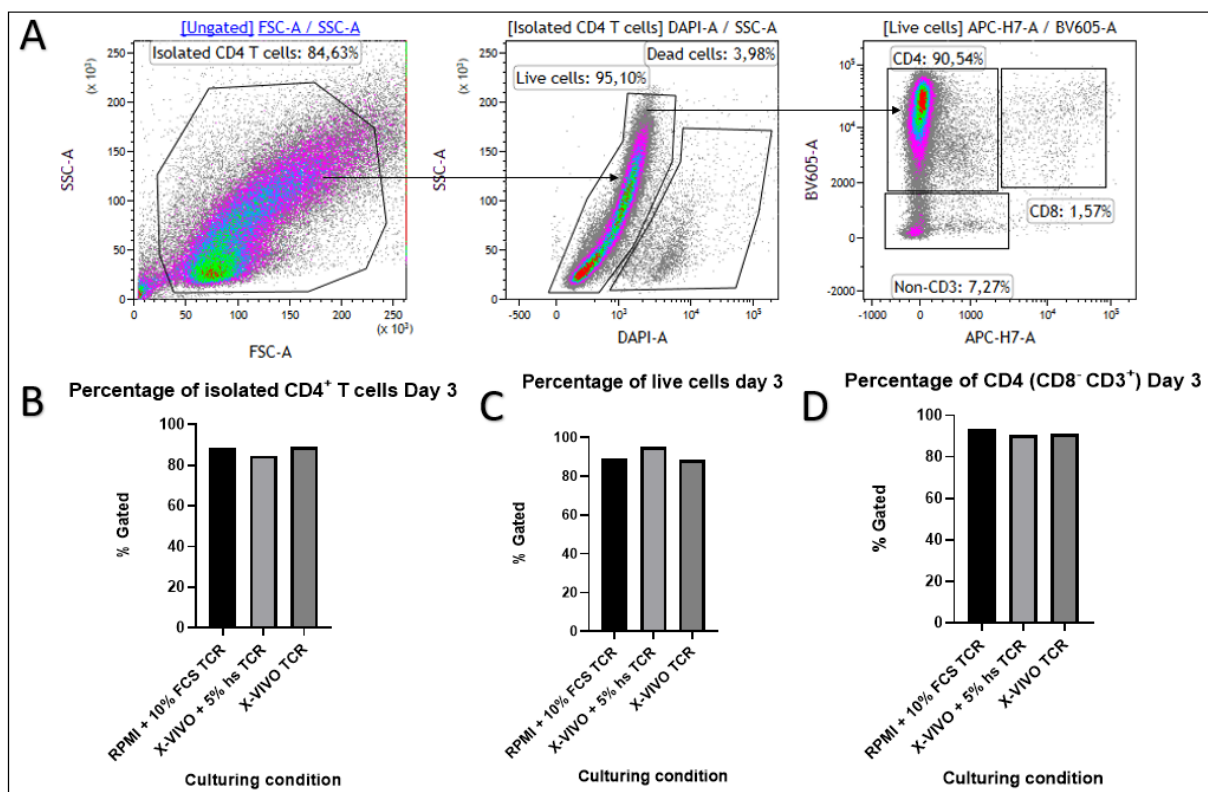 A
[Ungated] FSC-A / SSC-A
Isolated CD4 T cells: 84,63%
(x 10³)
250
200
150
100
50
0
SSC-A
0
50
100
150
200
250
(x 10³)
FSC-A
[Isolated CD4 T cells] DAPI-A / SSC-A
Dead cells: 3,98%
Live cells: 95,10%
(x 10³)
250
200
150
100
50
0
SSC-A
-500
0
10³
10⁴
10⁵
DAPI-A
[Live cells] APC-H7-A / BV605-A
CD4: 90,54%
10⁵
10⁴
2000
0
-2000
BV605-A
CD8: 1,57%
Non-CD3: 7,27%
-1000
0
10³
10⁴
10⁵
APC-H7-A
B
Percentage of isolated CD4⁺ T cells Day 3
100
80
60
40
20
0
% Gated
RPMI + 10% FCS TCR
X-VIVO + 5% hs TCR
X-VIVO TCR
Culturing condition
C
Percentage of live cells day 3
100
80
60
40
20
0
% Gated
RPMI + 10% FCS TCR
X-VIVO + 5% hs TCR
X-VIVO TCR
Culturing condition
D
Percentage of CD4 (CD8⁻ CD3⁺) Day 3
100
80
60
40
20
0
% Gated
RPMI + 10% FCS TCR
X-VIVO + 5% hs TCR
X-VIVO TCR
Culturing condition